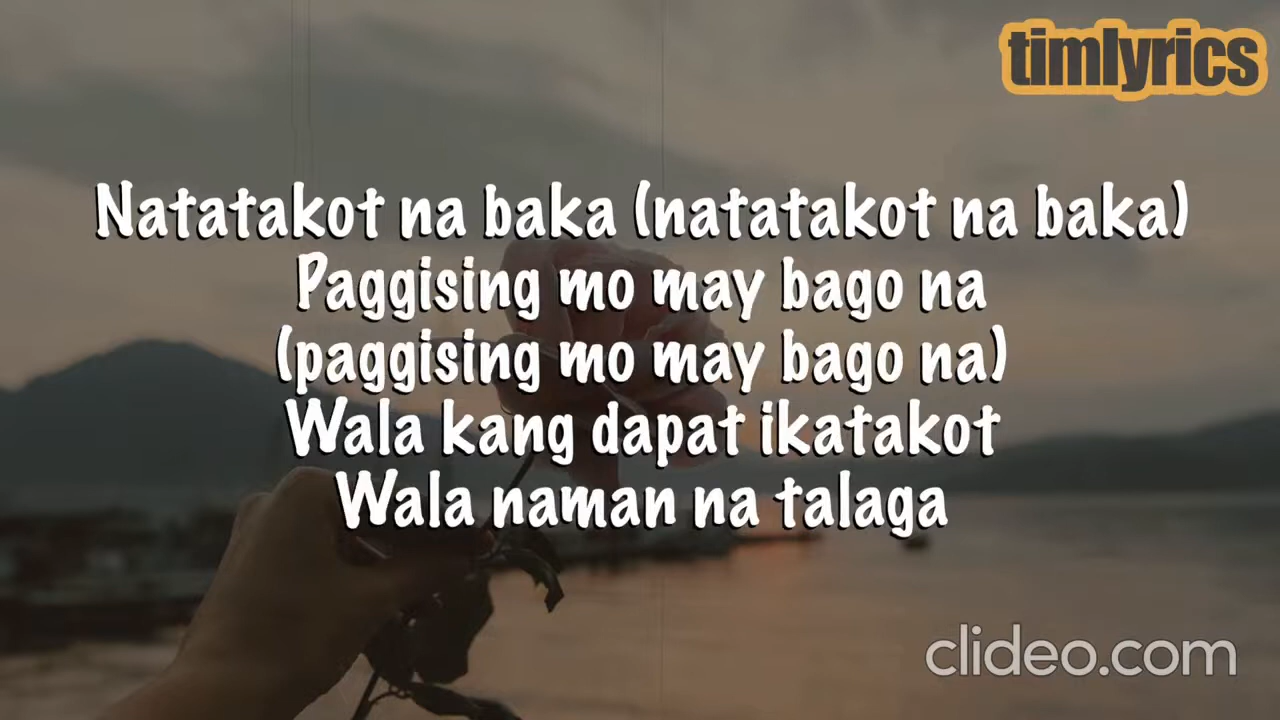 timlyrics
Natatakot na baka (natatakot na baka)
Paggising mo may bago na
(paggising mo may bago na)
Wala kang dapat ikatakot
Wala naman na talaga
clideo.com